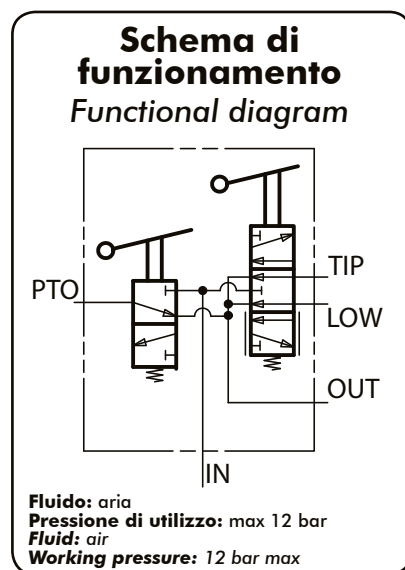 Schema di
funzionamento
Functional diagram
TIP
PTO
LOW
OUT
IN
Fluido: aria
Pressione di utilizzo: max 12 bar
Fluid: air
Working pressure: 12 bar max